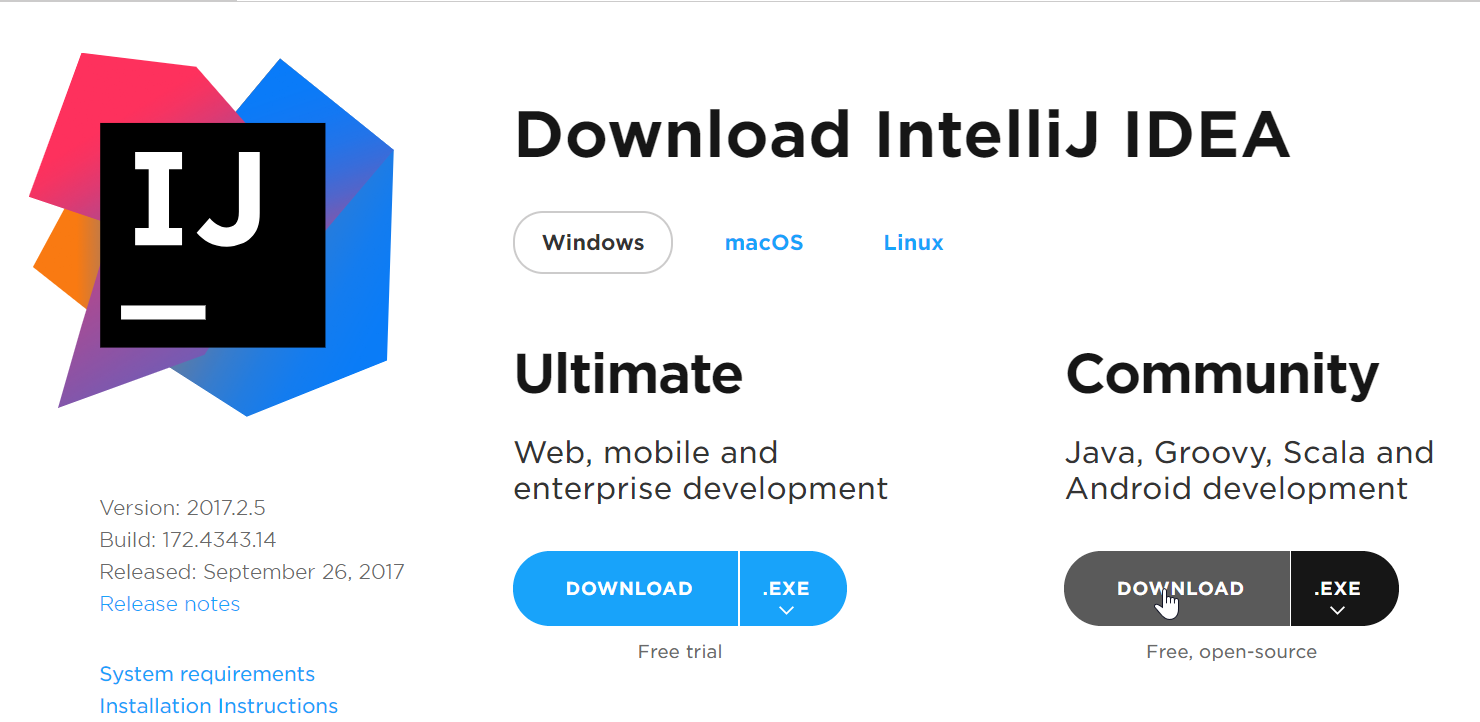 IJ
Download IntelliJ IDEA
Windows
macOS
Linux
Ultimate
Web, mobile and
enterprise development
DOWNLOAD
.EXE
Free trial
Community
Java, Groovy, Scala and
Android development
DOWNLOAD
.EXE
Free, open-source
Version: 2017.2.5
Build: 172.4343.14
Released: September 26, 2017
Release notes
System requirements
Installation Instructions